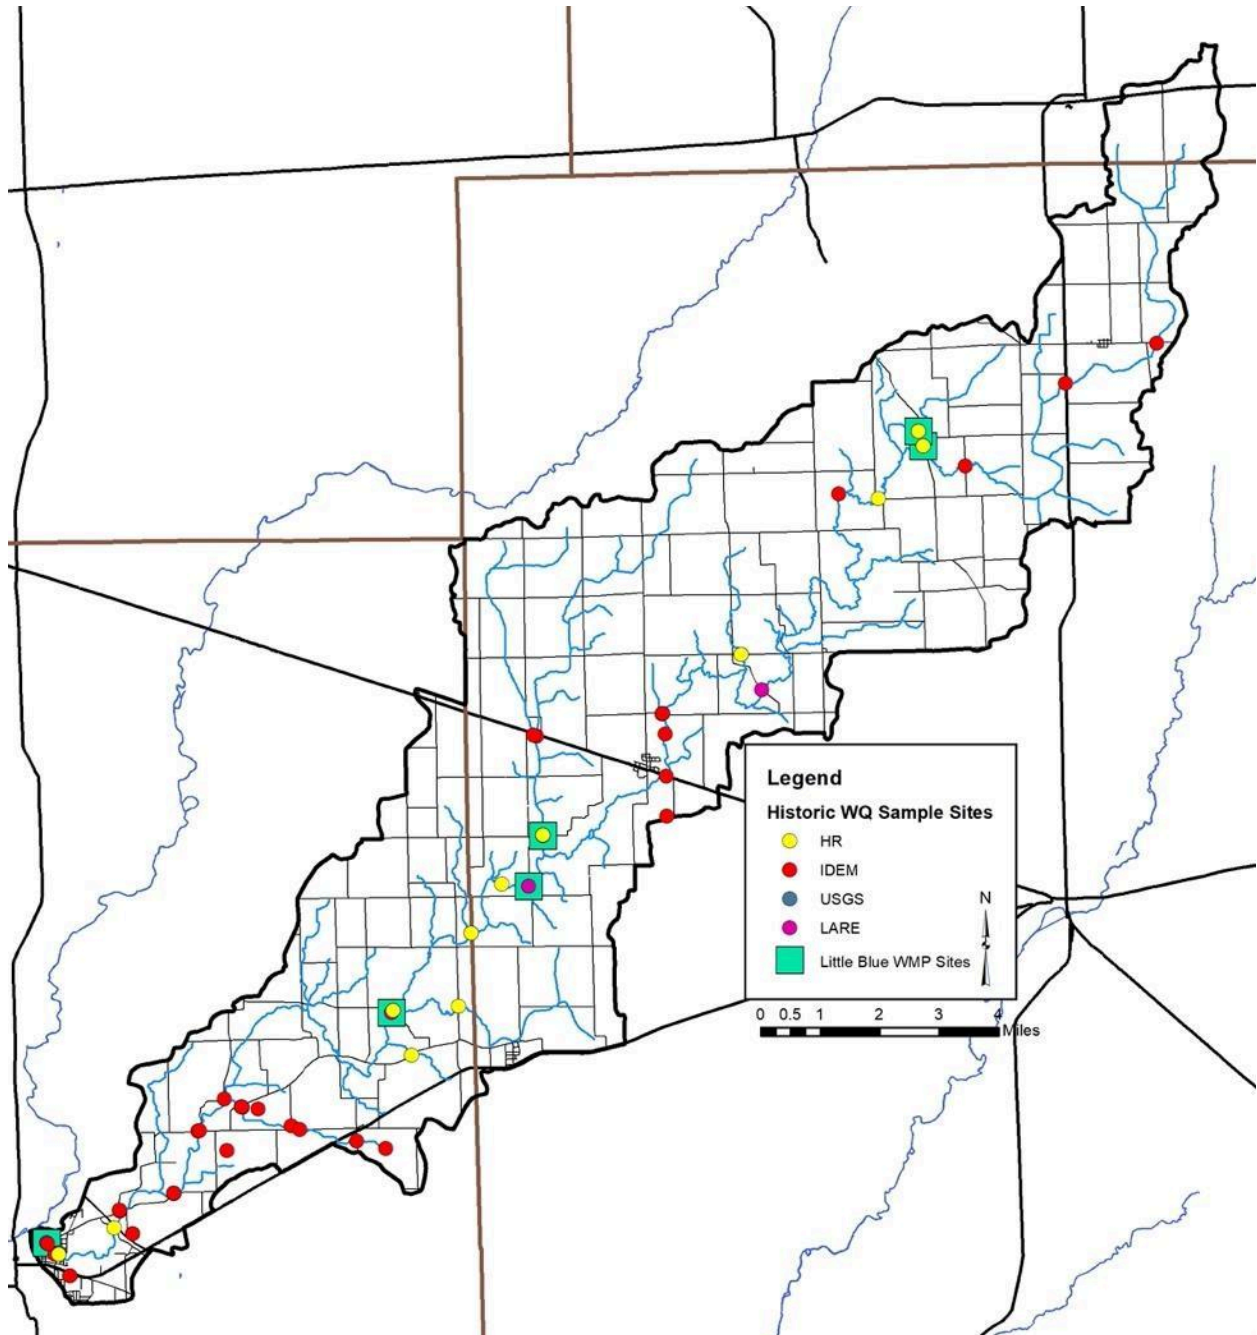 Legend
Historic WQ Sample Sites
HR
IDEM
USGS
LARE
Little Blue WMP Sites
N
0 0.5 1 2 3 4
Miles